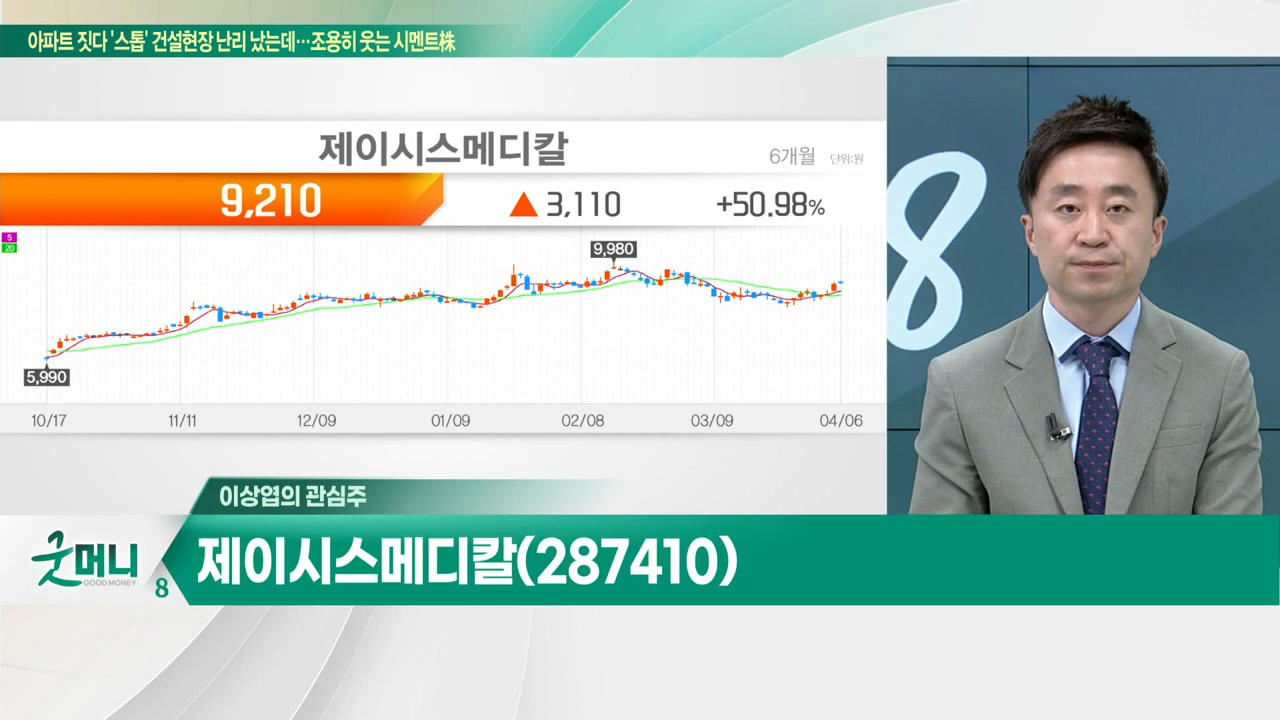 아파트 짓다 '스톱' 건설현장 난리 났는데…조용히 웃는 시멘트株
제이시스메디칼
6개월 단위:원
9,210 ▲ 3,110 +50.98%
5
20
9,980
5,990
10/17 11/11 12/09 01/09 02/08 03/09 04/06
8
이상엽의 관심주
굿머니
GOOD MONEY
8
제이시스메디칼(287410)